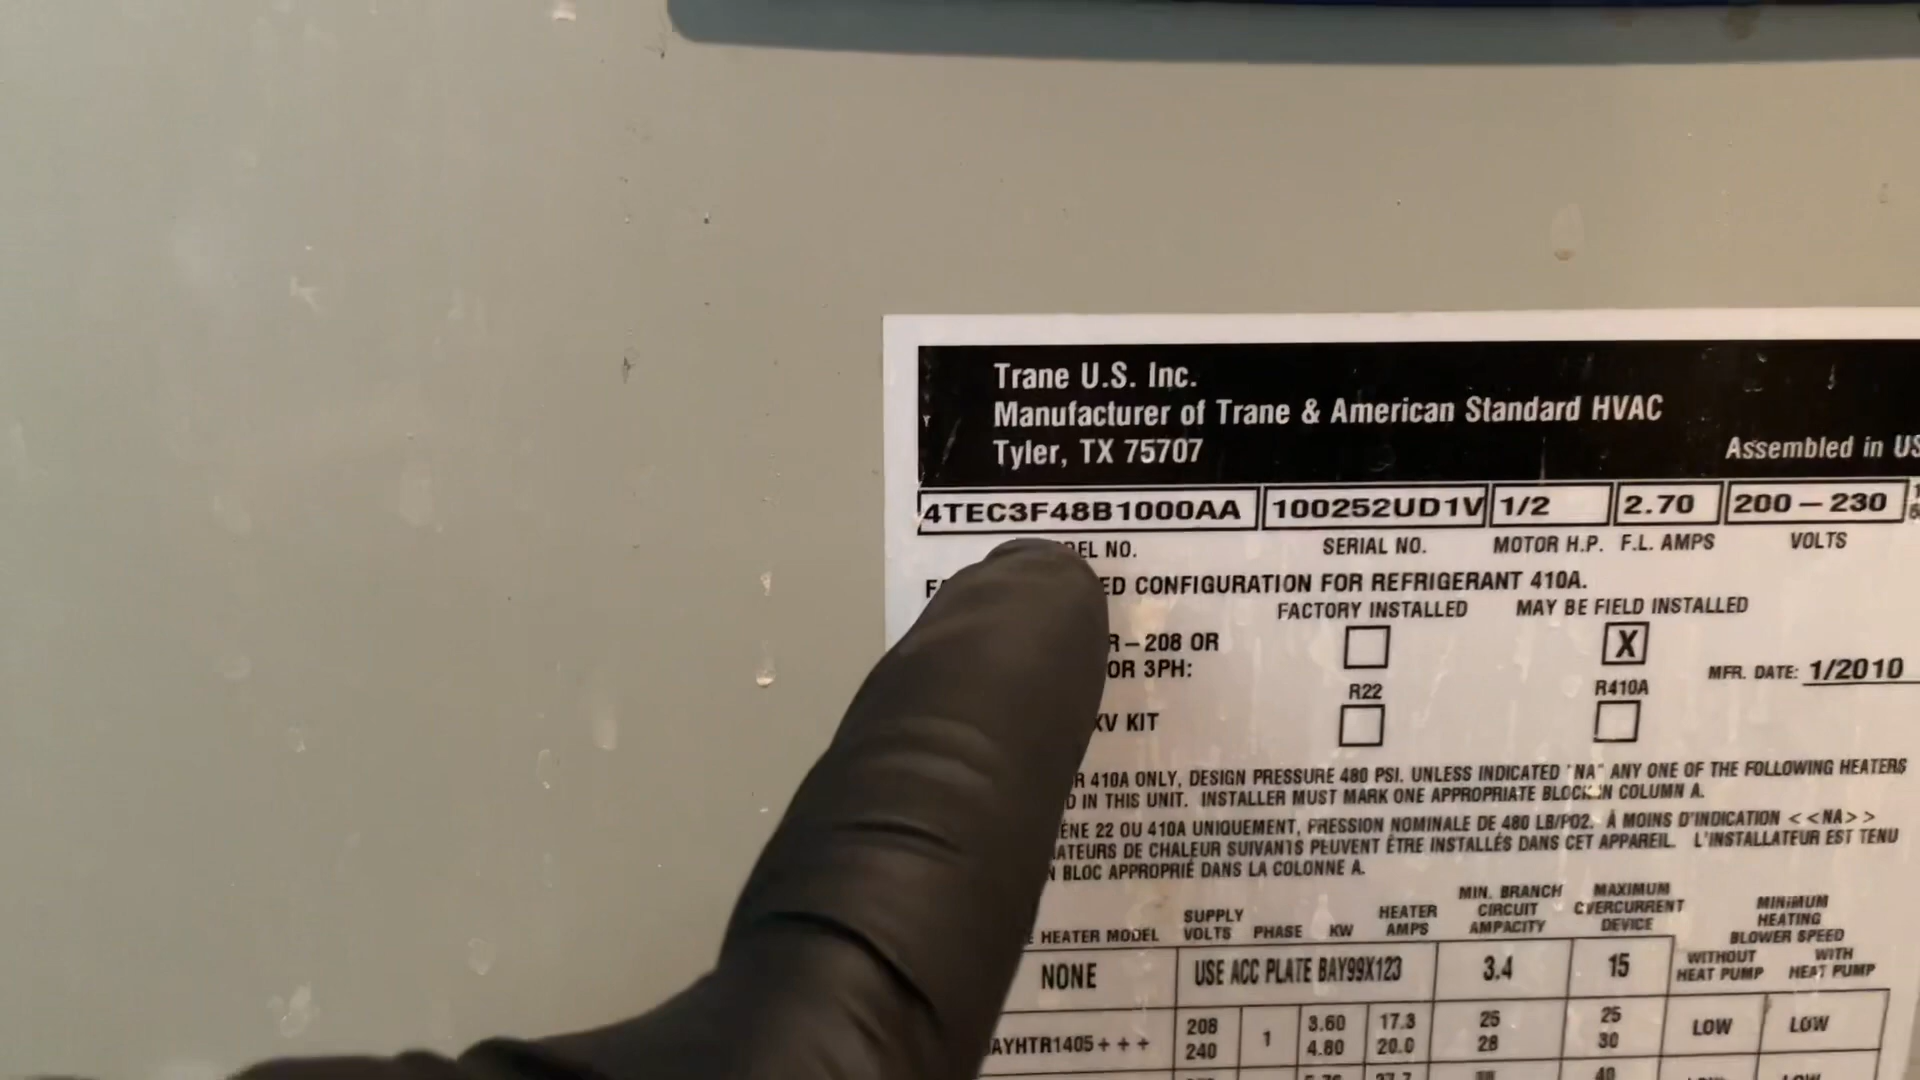 Trane U.S. Inc.
Manufacturer of Trane & American Standard HVAC
Tyler, TX 75707
Assembled in US
4TEC3F48B1000AA 100252UD1V 1/2 2.70 200-230
NO. SERIAL NO. MOTOR H.P. F.L. AMPS VOLTS
CONFIGURATION FOR REFRIGERANT 410A.
FACTORY INSTALLED MAY BE FIELD INSTALLED
R-208 OR
OR 3PH: X
MFR. DATE: 1/2010
R22 R410A
XV KIT
R 410A ONLY, DESIGN PRESSURE 480 PSI. UNLESS INDICATED "NA" ANY ONE OF THE FOLLOWING HEATERS
D IN THIS UNIT. INSTALLER MUST MARK ONE APPROPRIATE BLOCK IN COLUMN A.
ÈNE 22 OU 410A UNIQUEMENT, PRESSION NOMINALE DE 480 LB/PO2. À MOINS D'INDICATION <<NA>>
ATEURS DE CHALEUR SUIVANTS PEUVENT ÊTRE INSTALLÉS DANS CET APPAREIL. L'INSTALLATEUR EST TENU
N BLOC APPROPRIÉ DANS LA COLONNE A.
HEATER MODEL SUPPLY VOLTS PHASE KW HEATER AMPS MIN. BRANCH CIRCUIT AMPACITY MAXIMUM OVERCURRENT DEVICE MINIMUM HEATING BLOWER SPEED
WITHOUT HEAT PUMP WITH HEAT PUMP
NONE USE ACC PLATE BAY99X123 3.4 15
AYHTR1405+++ 208 1 3.60 17.3 25 25 LOW LOW
240 4.80 20.0 28 30